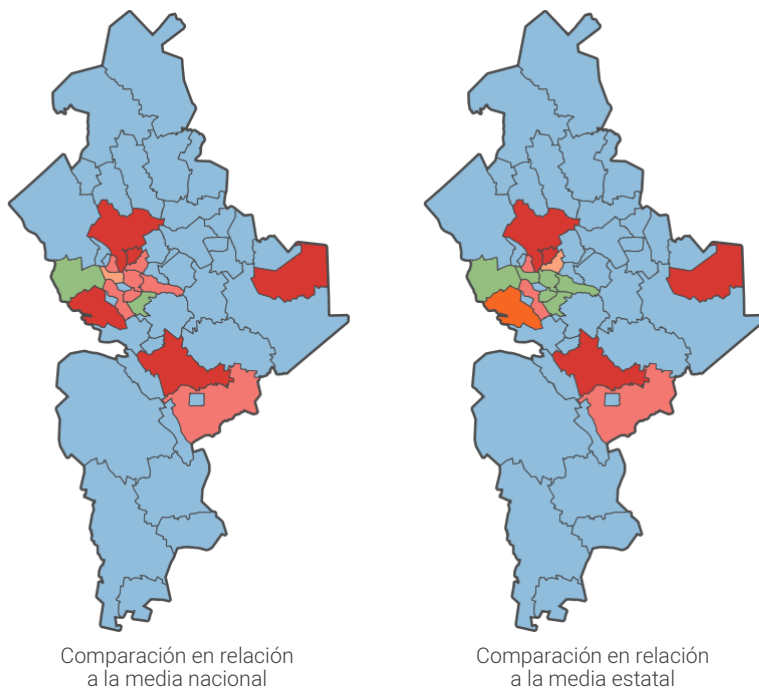 Comparación en relación
a la media nacional
Comparación en relación
a la media estatal